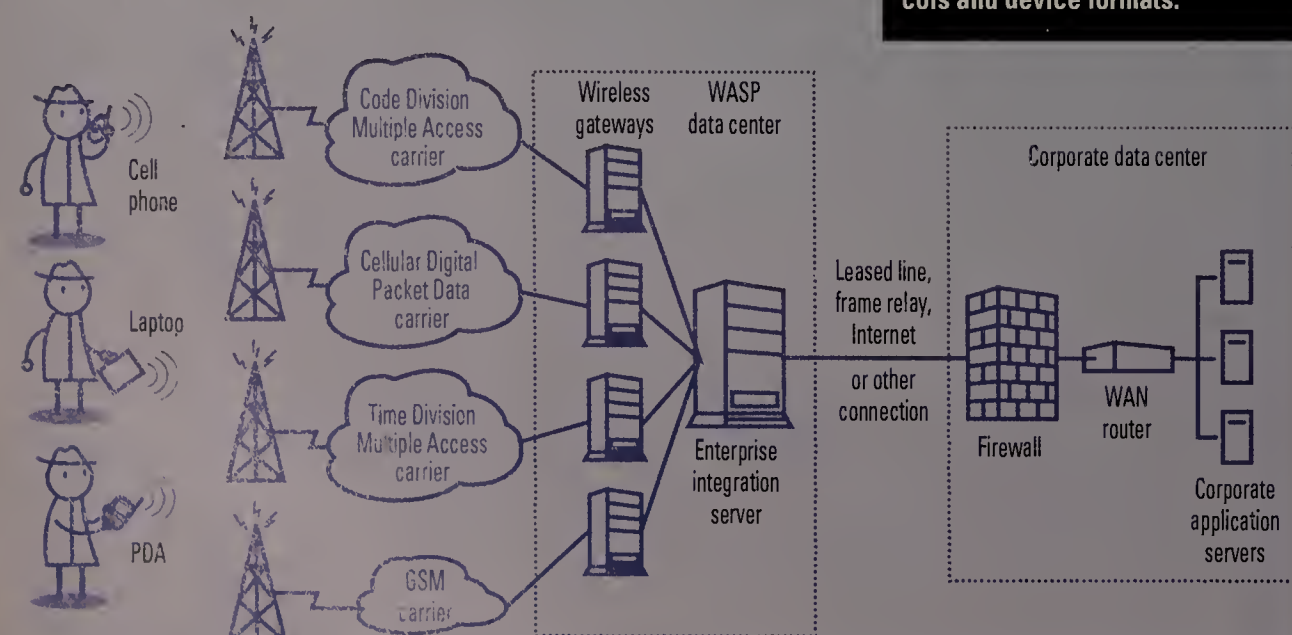 cols and device formats.
Cell
phone
Laptop
PDA
Code Division
Multiple Access
carrier
Cellular Digital
Packet Data
carrier
Time Division
Multiple Access
carrier
GSM
carrier
Wireless
gateways
WASP
data center
Enterprise
integration
server
Leased line,
frame relay,
Internet
or other
connection
Corporate data center
Firewall
WAN
router
Corporate
application
servers